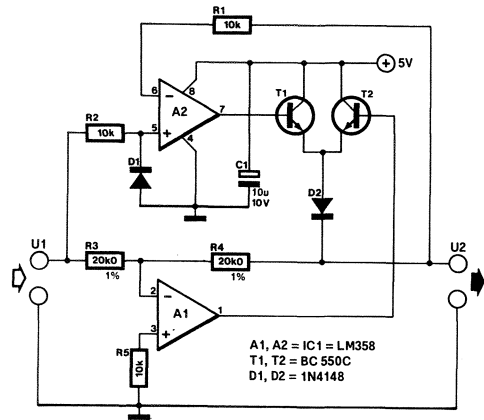 R1
10k
5V
8
6
T1
T2
A2
7
R2
10k
5
4
D1
C1
10u
10V
D2
U1
R3
20k0
1%
R4
20k0
1%
U2
2
A1
1
3
R5
10k
A1, A2 = IC1 = LM358
T1, T2 = BC 550C
D1, D2 = 1N4148